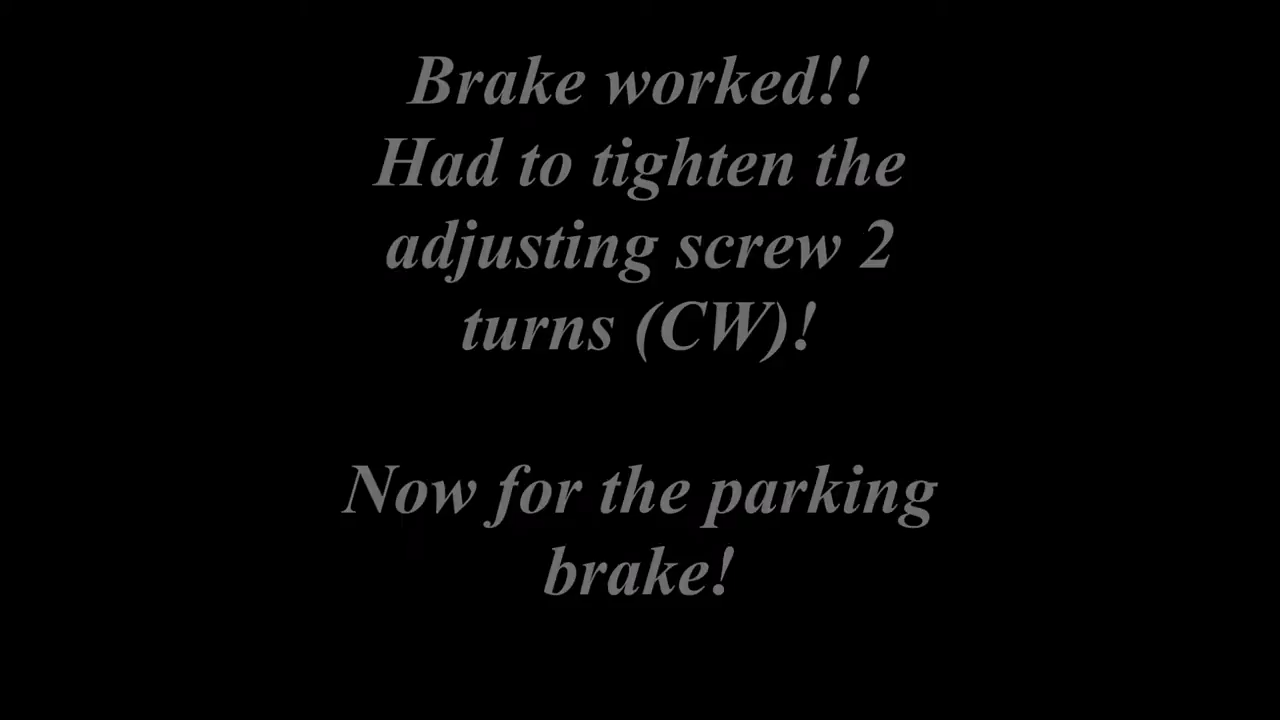 Brake worked!!
Had to tighten the
adjusting screw 2
turns (CW)!
Now for the parking
brake!